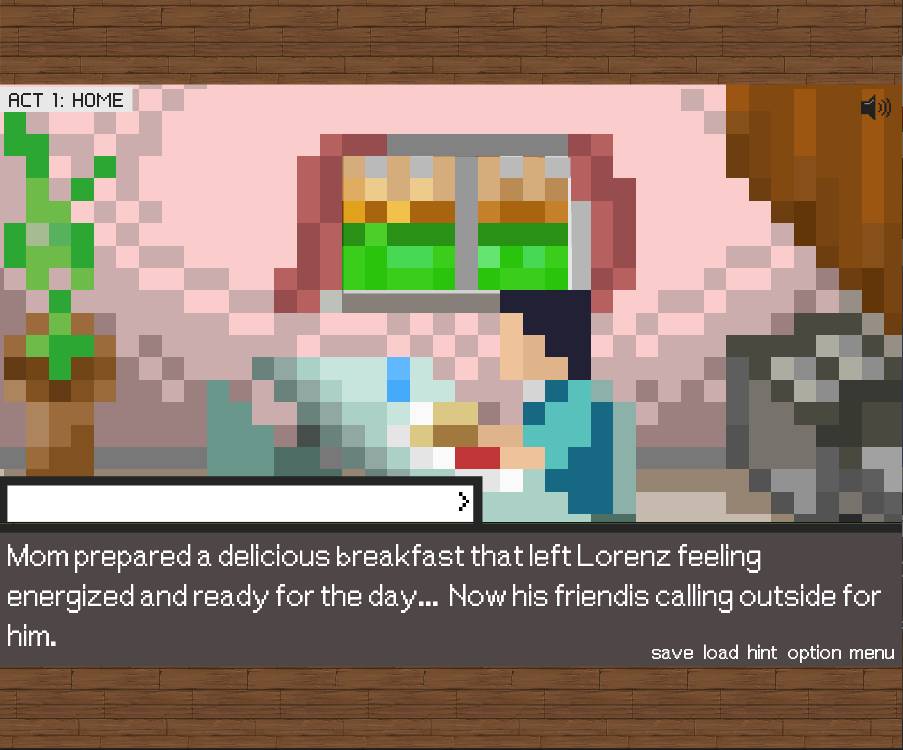 ACT 1: HOME
>
Mom prepared a delicious breakfast that left Lorenz feeling
energized and ready for the day... Now his friendis calling outside for
him.
save load hint option menu